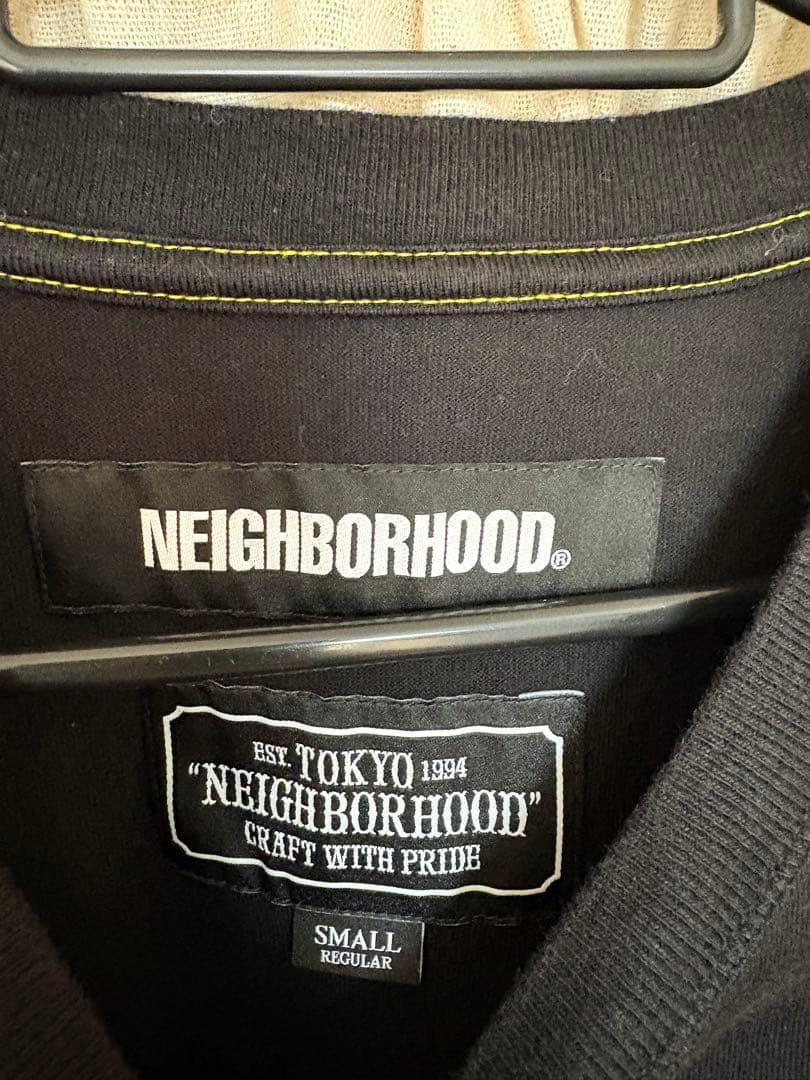 NEIGHBORHOOD®
EST. TOKYO 1994
"NEIGHBORHOOD"
CRAFT WITH PRIDE
SMALL
REGULAR